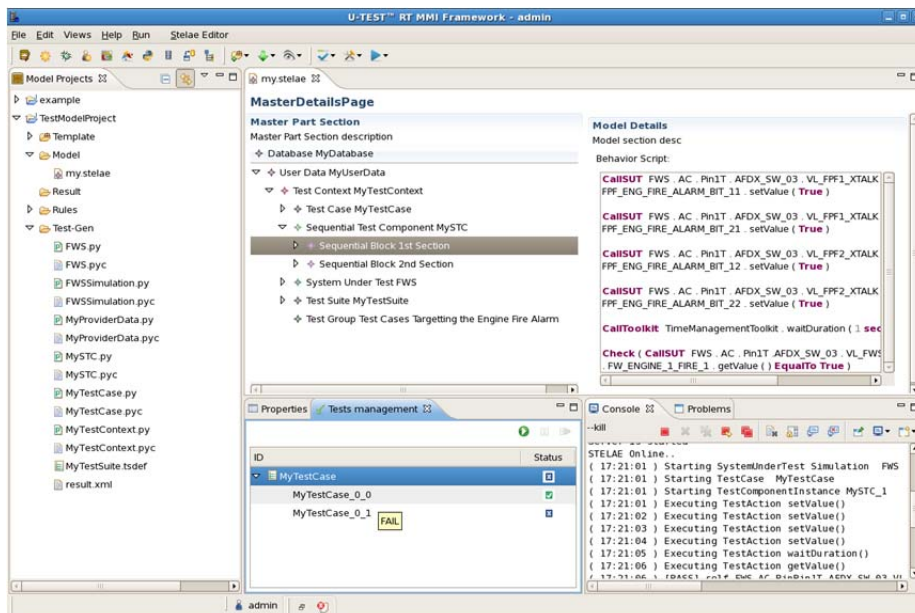 U-TEST™ RT MMI Framework - admin
File Edit Views Help Run Stelae Editor
Model Projects
example
TestModelProject
Template
Model
my.stelae
Result
Rules
Test-Gen
FWS.py
FWS.pyc
FWSSimulation.py
FWSSimulation.pyc
MyProviderData.py
MyProviderData.pyc
MySTC.py
MySTC.pyc
MyTestCase.py
MyTestCase.pyc
MyTestContext.py
MyTestContext.pyc
MyTestSuite.tsdef
result.xml
my.stelae
MasterDetailsPage
Master Part Section
Master Part Section description
Database MyDatabase
User Data MyUserData
Test Context MyTestContext
Test Case MyTestCase
Sequential Test Component MySTC
Sequential Block 1st Section
Sequential Block 2nd Section
System Under Test FWS
Test Suite MyTestSuite
Test Group Test Cases Targetting the Engine Fire Alarm
Model Details
Model section desc
Behavior Script:
CallSUT FWS . AC . Pin1T . AFDX_SW_03 . VL_FPF1_XTALK
FPF_ENG_FIRE_ALARM_BIT_11 . setValue ( True )
CallSUT FWS . AC . Pin1T . AFDX_SW_03 . VL_FPF1_XTALK
FPF_ENG_FIRE_ALARM_BIT_21 . setValue ( True )
CallSUT FWS . AC . Pin1T . AFDX_SW_03 . VL_FPF2_XTALK
FPF_ENG_FIRE_ALARM_BIT_12 . setValue ( True )
CallSUT FWS . AC . Pin1T . AFDX_SW_03 . VL_FPF2_XTALK
FPF_ENG_FIRE_ALARM_BIT_22 . setValue ( True )
CallToolkit TimeManagementToolkit . waitDuration ( 1 sec
Check ( CallSUT FWS . AC . Pin1T .AFDX_SW_03 . VL_FWS
. FW_ENGINE_1_FIRE_1 . getValue ( ) EqualTo True )
Properties Tests management
ID Status
MyTestCase
MyTestCase_0_0
MyTestCase_0_1
FAIL
Console Problems
--kill
STELAE Online..
( 17:21:01 ) Starting SystemUnderTest Simulation FWS
( 17:21:01 ) Starting TestCase MyTestCase
( 17:21:01 ) Starting TestComponentInstance MySTC_1
( 17:21:01 ) Executing TestAction setValue()
( 17:21:02 ) Executing TestAction setValue()
( 17:21:03 ) Executing TestAction setValue()
( 17:21:04 ) Executing TestAction setValue()
( 17:21:05 ) Executing TestAction waitDuration()
( 17:21:06 ) Executing TestAction getValue()
admin